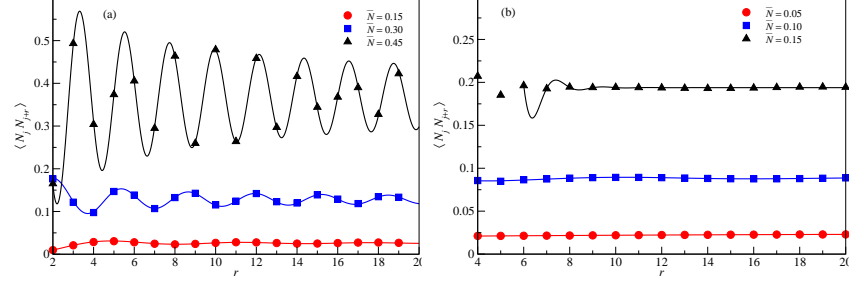 (a)
N̅ = 0.15
N̅ = 0.30
N̅ = 0.45
⟨ N_j N_{j+r} ⟩
0.5
0.4
0.3
0.2
0.1
0
2 4 6 8 10 12 14 16 18 20
r
(b)
N̅ = 0.05
N̅ = 0.10
N̅ = 0.15
⟨ N_j N_{j+r} ⟩
0.25
0.2
0.15
0.1
0.05
0
4 6 8 10 12 14 16 18 20
r